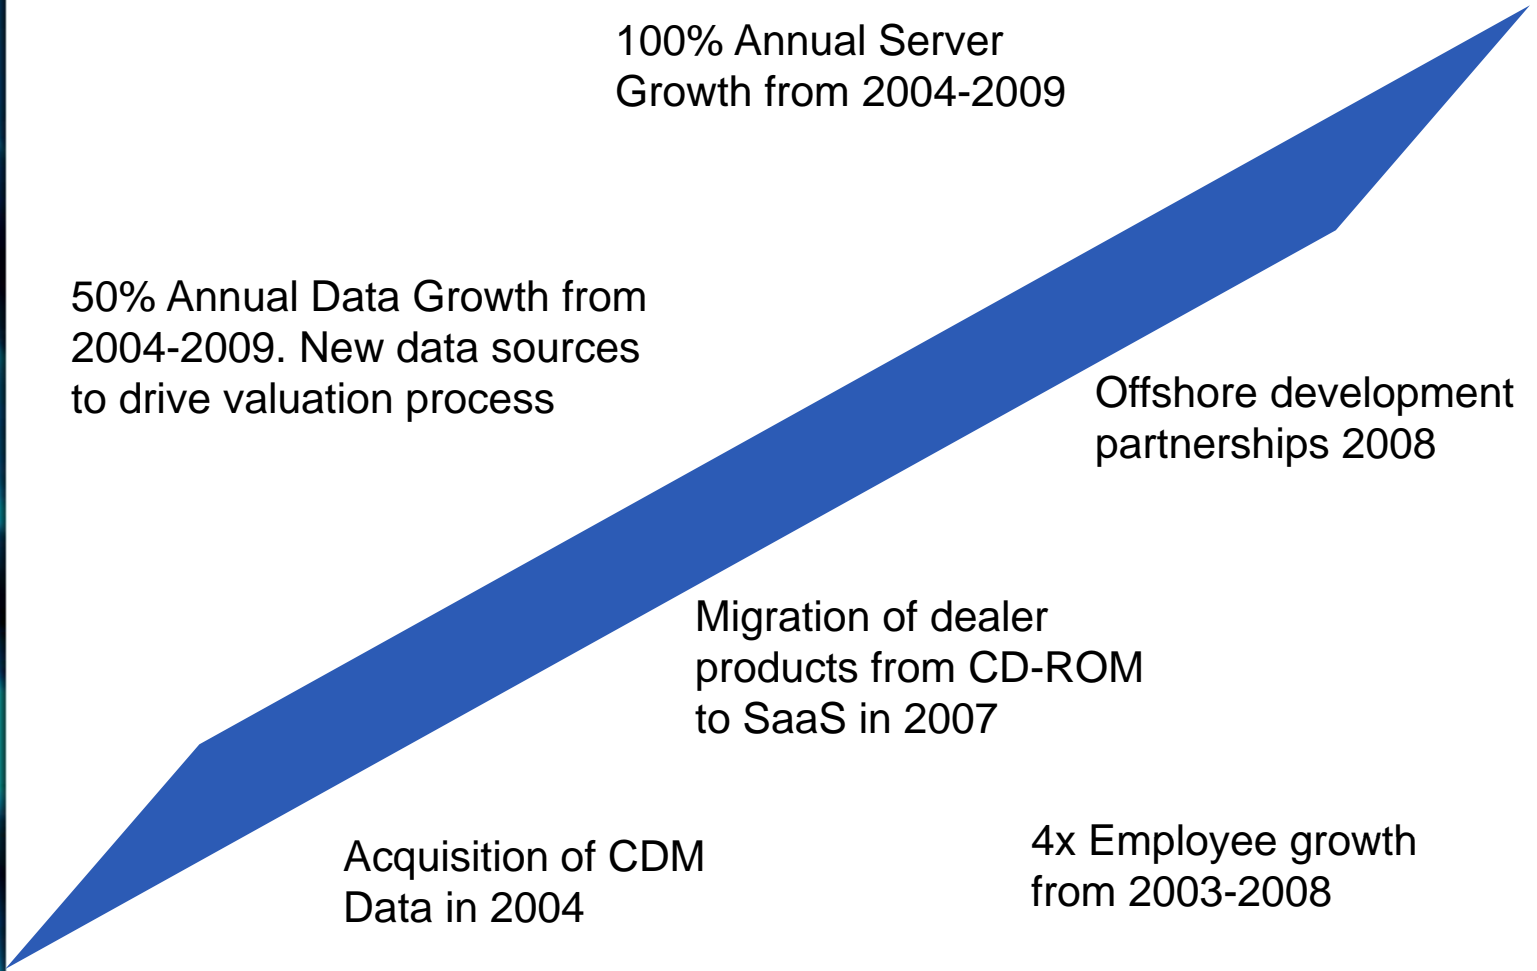 100% Annual Server
Growth from 2004-2009
50% Annual Data Growth from
2004-2009. New data sources
to drive valuation process
Offshore development
partnerships 2008
Migration of dealer
products from CD-ROM
to SaaS in 2007
Acquisition of CDM
Data in 2004
4x Employee growth
from 2003-2008